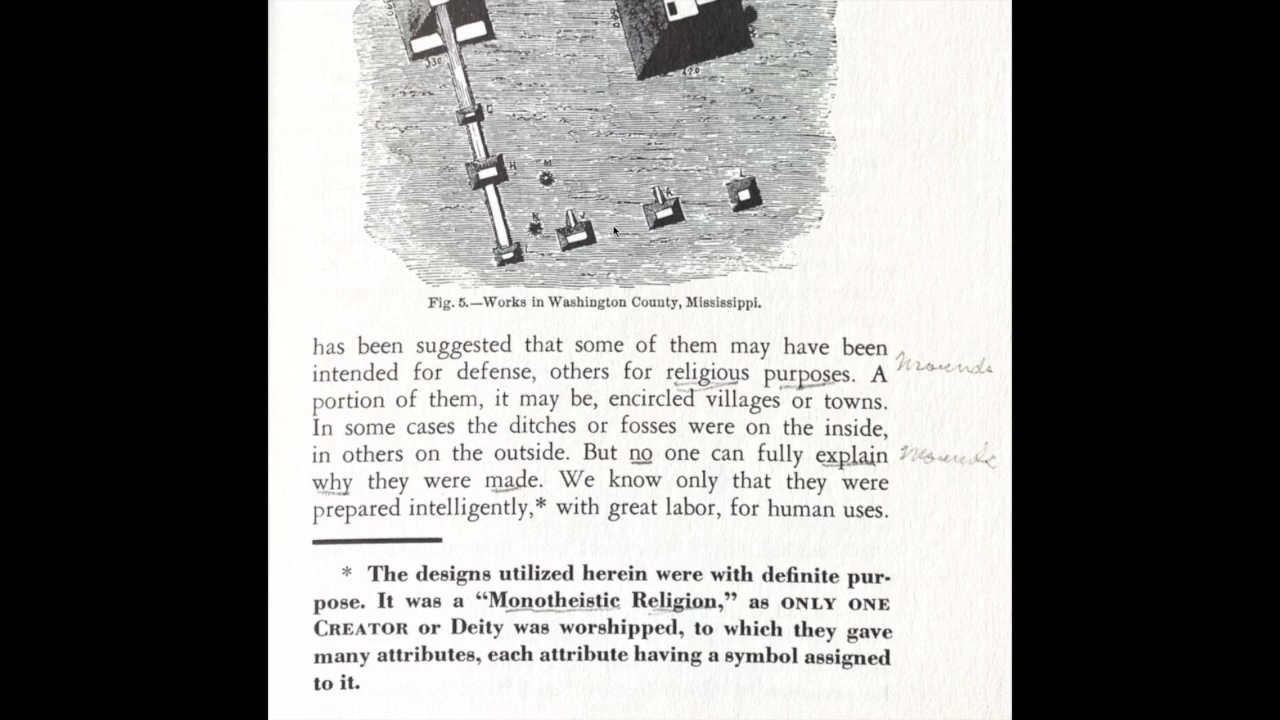 330
270
G
H
M
L
K
N
J
Fig. 5.—Works in Washington County, Mississippi.
has been suggested that some of them may have been
intended for defense, others for religious purposes. A
portion of them, it may be, encircled villages or towns.
In some cases the ditches or fosses were on the inside,
in others on the outside. But no one can fully explain
why they were made. We know only that they were
prepared intelligently,* with great labor, for human uses.
Mounds
Mounds
* The designs utilized herein were with definite pur-
pose. It was a “Monotheistic Religion,” as ONLY ONE
CREATOR or Deity was worshipped, to which they gave
many attributes, each attribute having a symbol assigned
to it.